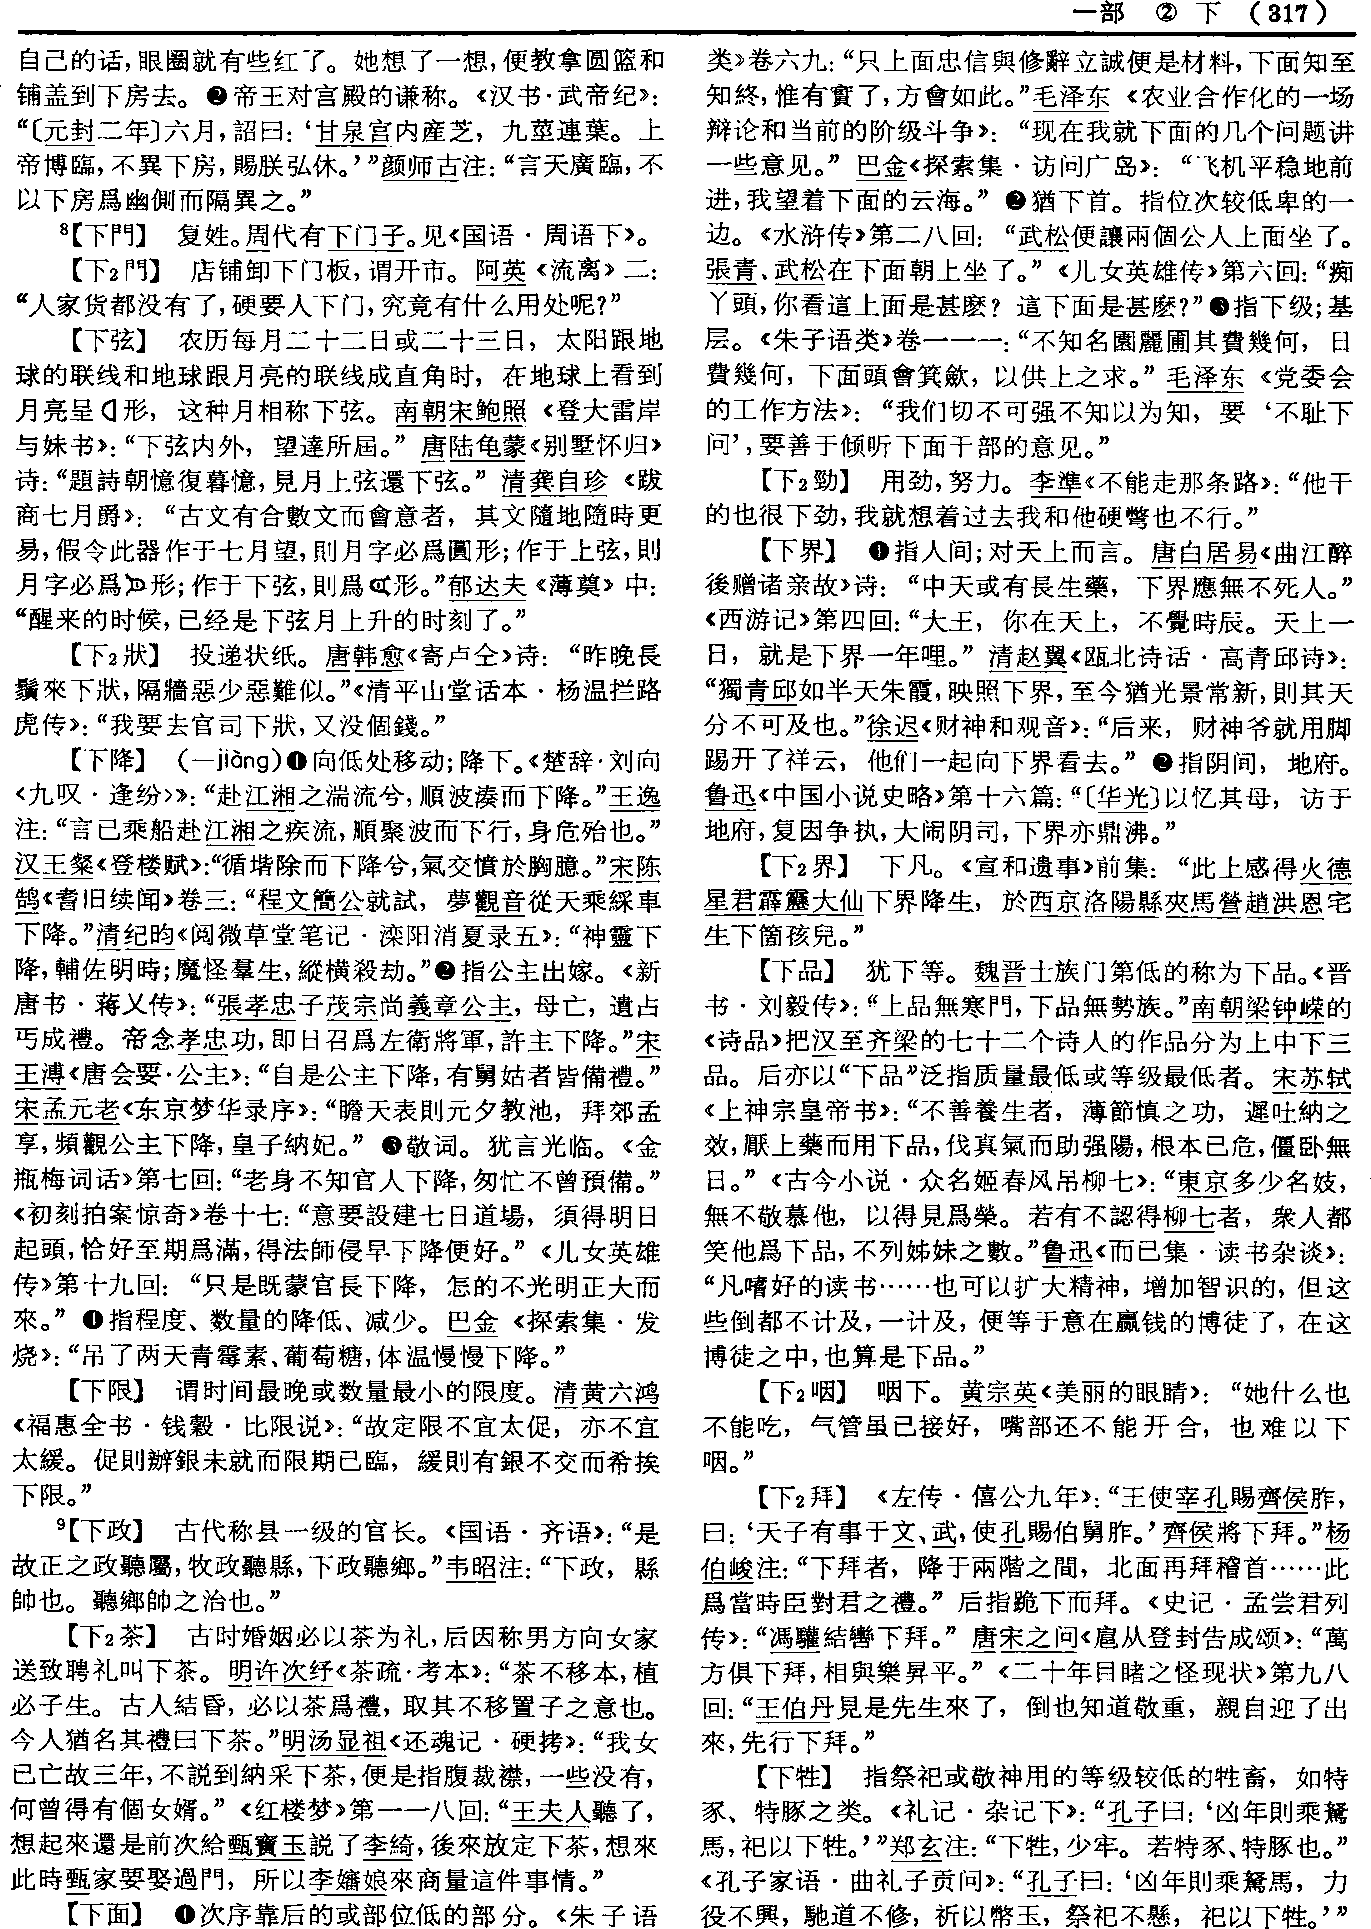 一部 ② 下 (317)
自己的话，眼圈就有些红了。她想了一想，便教拿圆篮和
铺盖到下房去。❷帝王对宫殿的谦称。《汉书·武帝纪》：
“〔元封二年〕六月，詔曰：‘甘泉宫内産芝，九莖連葉。上
帝博臨，不異下房，賜朕弘休。’”颜师古注：“言天廣臨，不
以下房爲幽側而隔異之。”
⁸【下門】 复姓。周代有下门子。见《国语·周语下》。
【下₂門】 店铺卸下门板，谓开市。阿英《流离》二：
“人家货都没有了，硬要人下门，究竟有什么用处呢？”
【下弦】 农历每月二十二日或二十三日，太阳跟地
球的联线和地球跟月亮的联线成直角时，在地球上看到
月亮呈形，这种月相称下弦。南朝宋鲍照《登大雷岸
与妹书》：“下弦内外，望達所屆。”唐陆龟蒙《别墅怀归》
诗：“題詩朝憶復暮憶，見月上弦還下弦。”清龚自珍《跋
商七月爵》：“古文有合數文而會意者，其文隨地隨時更
易，假令此器作于七月望，則月字必爲圓形；作于上弦，則
月字必爲形；作于下弦，則爲形。”郁达夫《薄奠》中：
“醒来的时候，已经是下弦月上升的时刻了。”
【下₂狀】 投递状纸。唐韩愈《寄卢仝》诗：“昨晚長
鬚來下狀，隔牆惡少惡難似。”《清平山堂话本·杨温拦路
虎传》：“我要去官司下狀，又没個錢。”
【下降】 （—jiàng）❶向低处移动；降下。《楚辞·刘向
〈九叹·逢纷〉》：“赴江湘之湍流兮，順波凑而下降。”王逸
注：“言已乘船赴江湘之疾流，順聚波而下行，身危殆也。”
汉王粲《登楼赋》：“循堦除而下降兮，氣交憤於胸臆。”宋陈
鹄《耆旧续闻》卷三：“程文簡公就試，夢觀音從天乘綵車
下降。”清纪昀《阅微草堂笔记·滦阳消夏录五》：“神靈下
降，輔佐明時；魔怪羣生，縱横殺劫。”❷指公主出嫁。《新
唐书·蒋乂传》：“張孝忠子茂宗尚義章公主，母亡，遺占
丐成禮。帝念孝忠功，即日召爲左衛將軍，許主下降。”宋
王溥《唐会要·公主》：“自是公主下降，有舅姑者皆備禮。”
宋孟元老《东京梦华录序》：“瞻天表則元夕教池，拜郊孟
享，頻觀公主下降，皇子納妃。”❸敬词。犹言光临。《金
瓶梅词话》第七回：“老身不知官人下降，匆忙不曾預備。”
《初刻拍案惊奇》卷十七：“意要設建七日道場，須得明日
起頭，恰好至期爲滿，得法師侵早下降便好。”《儿女英雄
传》第十九回：“只是既蒙官長下降，怎的不光明正大而
來。”❹指程度、数量的降低、减少。巴金《探索集·发
烧》：“吊了两天青霉素、葡萄糖，体温慢慢下降。”
【下限】 谓时间最晚或数量最小的限度。清黄六鸿
《福惠全书·钱穀·比限说》：“故定限不宜太促，亦不宜
太緩。促則辦銀未就而限期已臨，緩則有銀不交而希挨
下限。”
⁹【下政】 古代称县一级的官长。《国语·齐语》：“是
故正之政聽屬，牧政聽縣，下政聽鄉。”韦昭注：“下政，縣
帥也。聽鄉帥之治也。”
【下₂茶】 古时婚姻必以茶为礼，后因称男方向女家
送致聘礼叫下茶。明许次纾《茶疏·考本》：“茶不移本，植
必子生。古人結昏，必以茶爲禮，取其不移置子之意也。
今人猶名其禮曰下茶。”明汤显祖《还魂记·硬拷》：“我女
已亡故三年，不説到納采下茶，便是指腹裁襟，一些没有，
何曾得有個女婿。”《红楼梦》第一一八回：“王夫人聽了，
想起來還是前次給甄寶玉説了李綺，後來放定下茶，想來
此時甄家要娶過門，所以李嬸娘來商量這件事情。”
【下面】 ❶次序靠后的或部位低的部分。《朱子语
类》卷六九：“只上面忠信與修辭立誠便是材料，下面知至
知終，惟有實了，方會如此。”毛泽东《农业合作化的一场
辩论和当前的阶级斗争》：“现在我就下面的几个问题讲
一些意见。”巴金《探索集·访问广岛》：“飞机平稳地前
进，我望着下面的云海。”❷猶下首。指位次较低卑的一
边。《水浒传》第二八回：“武松便讓兩個公人上面坐了。
張青、武松在下面朝上坐了。”《儿女英雄传》第六回：“痴
丫頭，你看這上面是甚麽？這下面是甚麽？”❸指下级；基
层。《朱子语类》卷一一一：“不知名園麗圃其費幾何，日
費幾何，下面頭會箕斂，以供上之求。”毛泽东《党委会
的工作方法》：“我们切不可强不知以为知，要‘不耻下
问’，要善于倾听下面干部的意见。”
【下₂勁】 用劲，努力。李準《不能走那条路》：“他干
的也很下劲，我就想着过去我和他硬彆也不行。”
【下界】 ❶指人间；对天上而言。唐白居易《曲江醉
後赠诸亲故》诗：“中天或有長生藥，下界應無不死人。”
《西游记》第四回：“大王，你在天上，不覺時辰。天上一
日，就是下界一年哩。”清赵翼《瓯北诗话·高青邱诗》：
“獨青邱如半天朱霞，映照下界，至今猶光景常新，則其天
分不可及也。”徐迟《财神和观音》：“后来，财神爷就用脚
踢开了祥云，他们一起向下界看去。”❷指阴间，地府。
鲁迅《中国小说史略》第十六篇：“〔华光〕以忆其母，访于
地府，复因争执，大闹阴司，下界亦鼎沸。”
【下₂界】 下凡。《宣和遗事》前集：“此上感得火德
星君霹靂大仙下界降生，於西京洛陽縣夾馬營趙洪恩宅
生下箇孩兒。”
【下品】 犹下等。魏晋士族门第低的称为下品。《晋
书·刘毅传》：“上品無寒門，下品無勢族。”南朝梁钟嵘的
《诗品》把汉至齐梁的七十二个诗人的作品分为上中下三
品。后亦以“下品”泛指质量最低或等级最低者。宋苏轼
《上神宗皇帝书》：“不善養生者，薄節慎之功，遲吐納之
效，厭上藥而用下品，伐真氣而助强陽，根本已危，僵卧無
日。”《古今小说·众名姬春风吊柳七》：“東京多少名妓，
無不敬慕他，以得見爲榮。若有不認得柳七者，衆人都
笑他爲下品，不列姊妹之數。”鲁迅《而已集·读书杂谈》：
“凡嗜好的读书……也可以扩大精神，增加智识的，但这
些倒都不计及，一计及，便等于意在赢钱的博徒了，在这
博徒之中，也算是下品。”
【下₂咽】 咽下。黄宗英《美丽的眼睛》：“她什么也
不能吃，气管虽已接好，嘴部还不能开合，也难以下
咽。”
【下₂拜】 《左传·僖公九年》：“王使宰孔賜齊侯胙，
曰：‘天子有事于文、武，使孔賜伯舅胙。’齊侯將下拜。”杨
伯峻注：“下拜者，降于兩階之間，北面再拜稽首……此
爲當時臣對君之禮。”后指跪下而拜。《史记·孟尝君列
传》：“馮驩結轡下拜。”唐宋之问《扈从登封告成颂》：“萬
方俱下拜，相與樂昇平。”《二十年目睹之怪现状》第九八
回：“王伯丹見是先生來了，倒也知道敬重，親自迎了出
來，先行下拜。”
【下牲】 指祭祀或敬神用的等级较低的牲畜，如特
豕、特豚之类。《礼记·杂记下》：“孔子曰：‘凶年則乘駑
馬，祀以下牲。’”郑玄注：“下牲，少牢。若特豕、特豚也。”
《孔子家语·曲礼子贡问》：“孔子曰：‘凶年則乘駑馬，力
役不興，馳道不修，祈以幣玉，祭祀不懸，祀以下牲。’”